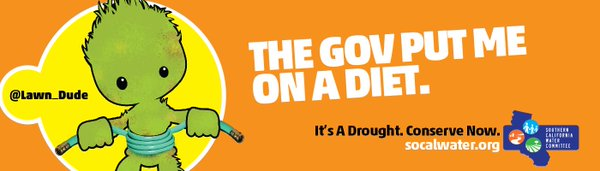 @Lawn_Dude
THE GOV PUT ME
ON A DIET.
It's A Drought. Conserve Now.
socalwater.org
SOUTHERN
CALIFORNIA
WATER
COMMITTEE